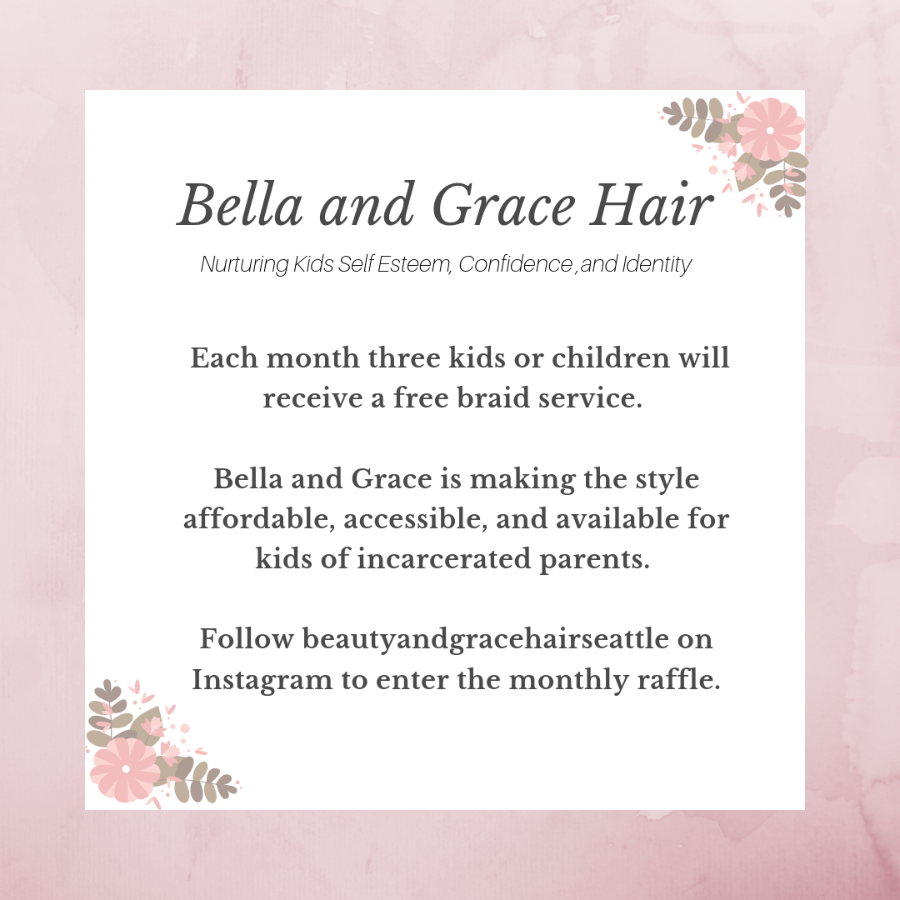 Bella and Grace Hair
Nurturing Kids Self Esteem, Confidence ,and Identity
Each month three kids or children will
receive a free braid service.
Bella and Grace is making the style
affordable, accessible, and available for
kids of incarcerated parents.
Follow beautyandgracehairseattle on
Instagram to enter the monthly raffle.